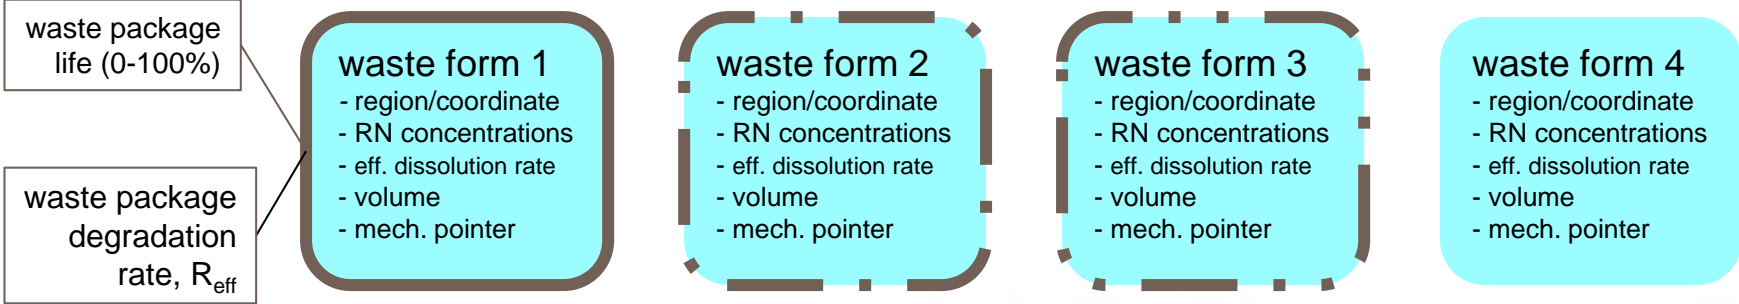 waste package
life (0-100%)
waste package
degradation
rate, Reff
waste form 1
- region/coordinate
- RN concentrations
- eff. dissolution rate
- volume
- mech. pointer
waste form 2
- region/coordinate
- RN concentrations
- eff. dissolution rate
- volume
- mech. pointer
waste form 3
- region/coordinate
- RN concentrations
- eff. dissolution rate
- volume
- mech. pointer
waste form 4
- region/coordinate
- RN concentrations
- eff. dissolution rate
- volume
- mech. pointer